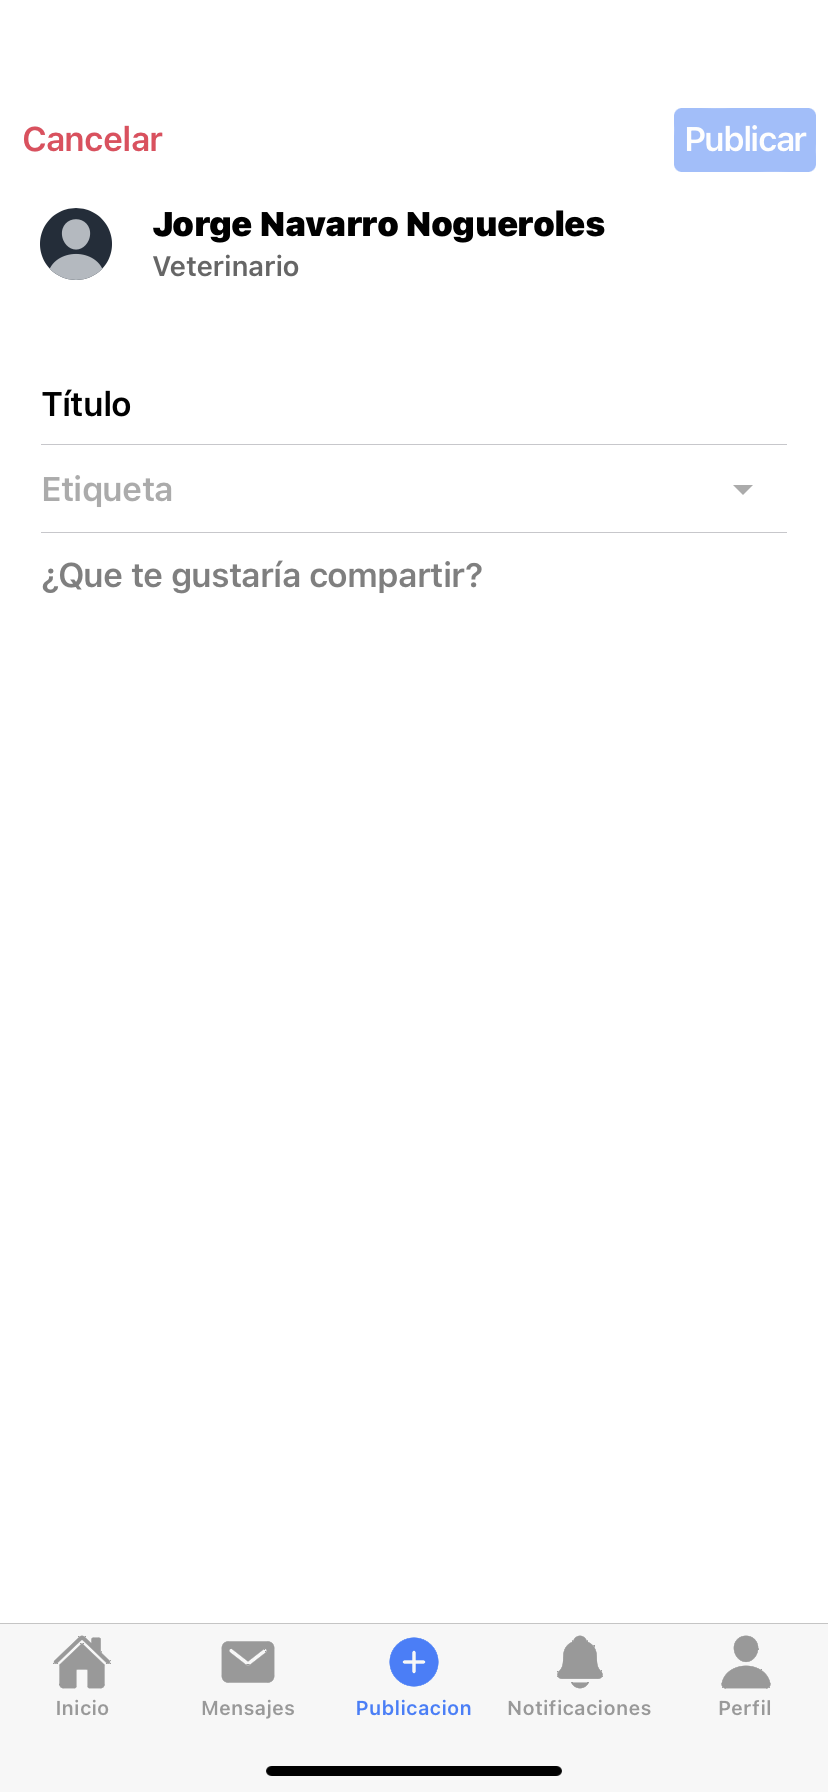 Cancelar
Publicar
Jorge Navarro Nogueroles
Veterinario
Título
Etiqueta
¿Que te gustaría compartir?
Inicio
Mensajes
Publicacion
Notificaciones
Perfil